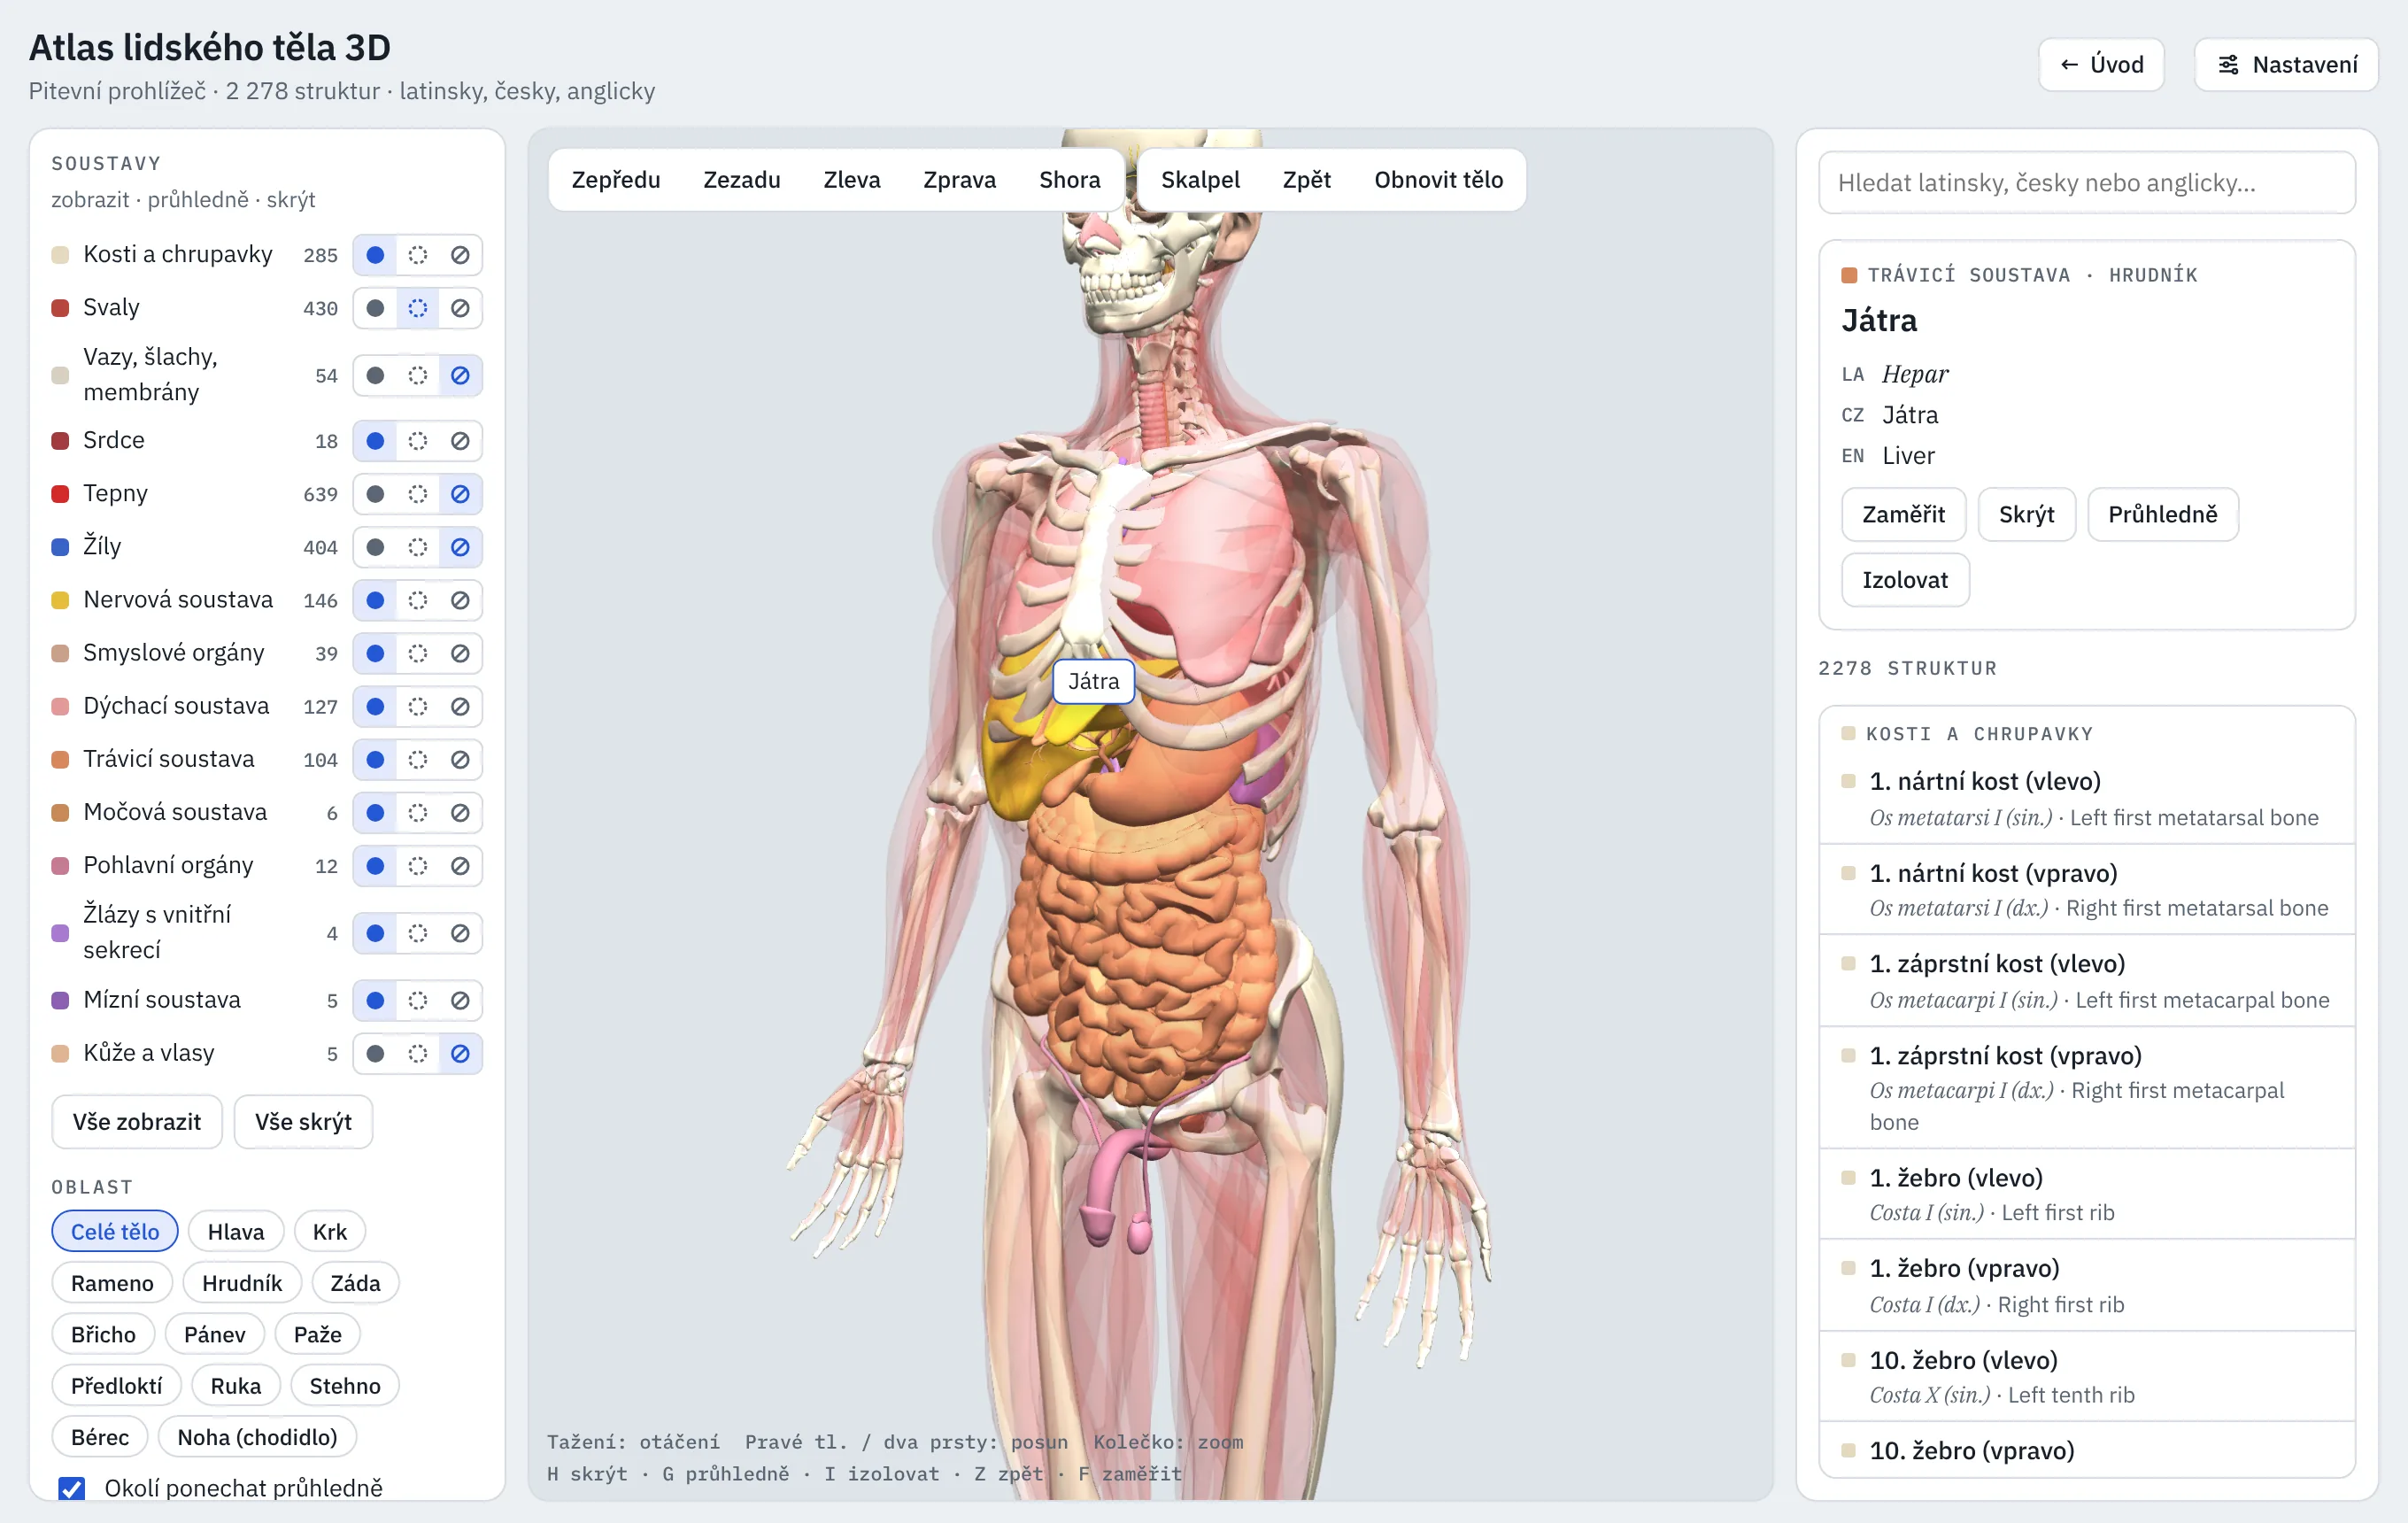 Atlas lidského těla 3D
Pitevní prohlížeč · 2 278 struktur · latinsky, česky, anglicky
← Úvod
Nastavení
SOUSTAVY
zobrazit · průhledně · skrýt
Kosti a chrupavky 285
Svaly 430
Vazy, šlachy,
membrány 54
Srdce 18
Tepny 639
Žíly 404
Nervová soustava 146
Smyslové orgány 39
Dýchací soustava 127
Trávicí soustava 104
Močová soustava 6
Pohlavní orgány 12
Žlázy s vnitřní
sekrecí 4
Mízní soustava 5
Kůže a vlasy 5
Vše zobrazit Vše skrýt
OBLAST
Celé tělo Hlava Krk
Rameno Hrudník Záda
Břicho Pánev Paže
Předloktí Ruka Stehno
Bérec Noha (chodidlo)
Okolí ponechat průhledně
Zepředu Zezadu Zleva Zprava Shora
Skalpel Zpět Obnovit tělo
Játra
Tažení: otáčení Pravé tl. / dva prsty: posun Kolečko: zoom
H skrýt · G průhledně · I izolovat · Z zpět · F zaměřit
Hledat latinsky, česky nebo anglicky...
TRÁVICÍ SOUSTAVA · HRUDNÍK
Játra
LA Hepar
CZ Játra
EN Liver
Zaměřit Skrýt Průhledně
Izolovat
2278 STRUKTUR
KOSTI A CHRUPAVKY
1. nártní kost (vlevo)
Os metatarsi I (sin.) · Left first metatarsal bone
1. nártní kost (vpravo)
Os metatarsi I (dx.) · Right first metatarsal bone
1. záprstní kost (vlevo)
Os metacarpi I (sin.) · Left first metacarpal bone
1. záprstní kost (vpravo)
Os metacarpi I (dx.) · Right first metacarpal
bone
1. žebro (vlevo)
Costa I (sin.) · Left first rib
1. žebro (vpravo)
Costa I (dx.) · Right first rib
10. žebro (vlevo)
Costa X (sin.) · Left tenth rib
10. žebro (vpravo)